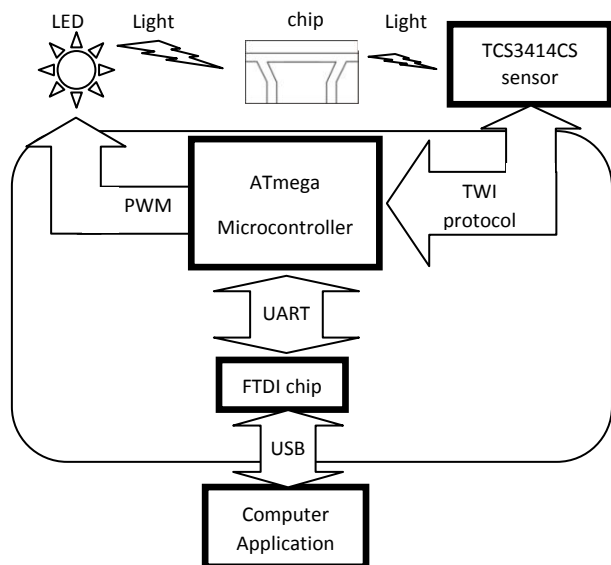 LED
Light
chip
Light
TCS3414CS
sensor
ATmega
Microcontroller
PWM
TWI
protocol
UART
FTDI chip
USB
Computer
Application